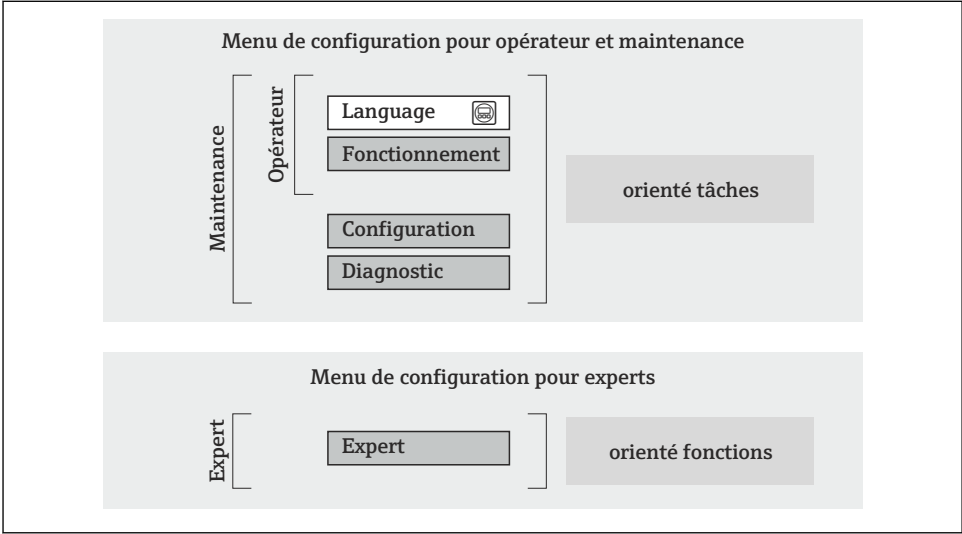 Menu de configuration pour opérateur et maintenance
Maintenance
Opérateur
Language
Fonctionnement
Configuration
Diagnostic
orienté tâches
Menu de configuration pour experts
Expert
Expert
orienté fonctions